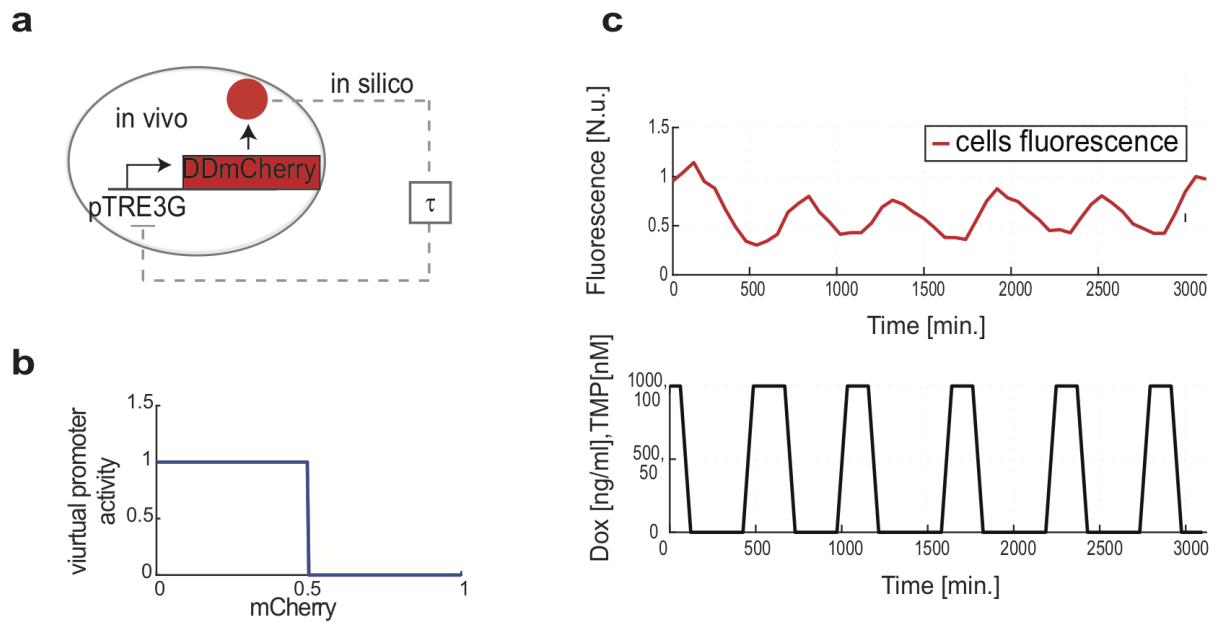 a
in silico
in vivo
DDmCherry
pTRE3G
τ
b
viurtual promoter
activity
1.5
1
0.5
0
0 0.5 1
mCherry
c
Fluorescence [N.u.]
1.5
1
0.5
0
cells fluorescence
0 500 1000 1500 2000 2500 3000
Time [min.]
Dox [ng/ml],TMP[nM]
1000,
100
500,
50
0
0 500 1000 1500 2000 2500 3000
Time [min.]